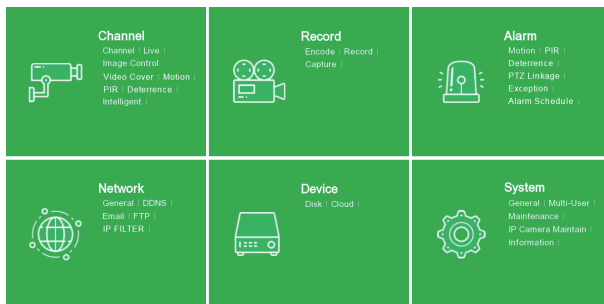 Channel
Channel | Live |
Image Control
Video Cover | Motion |
PIR | Deterrence |
Intelligent |
Record
Encode | Record |
Capture |
Alarm
Motion | PIR |
Deterrence |
PTZ Linkage |
Exception |
Alarm Schedule |
Network
General | DDNS |
Email | FTP |
IP FILTER |
Device
Disk | Cloud |
System
General | Multi-User |
Maintenance |
IP Camera Maintain |
Information |